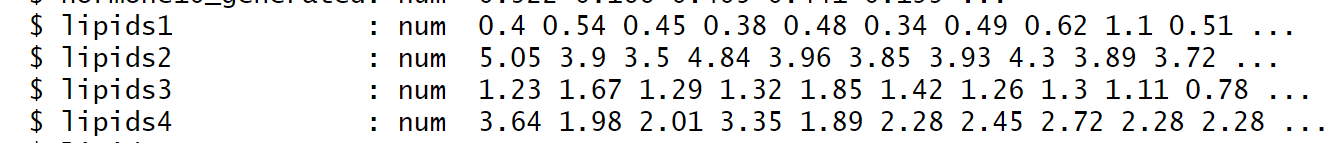 $ lipids1            : num  0.4 0.54 0.45 0.38 0.48 0.34 0.49 0.62 1.1 0.51 ...
$ lipids2            : num  5.05 3.9 3.5 4.84 3.96 3.85 3.93 4.3 3.89 3.72 ...
$ lipids3            : num  1.23 1.67 1.29 1.32 1.85 1.42 1.26 1.3 1.11 0.78 ...
$ lipids4            : num  3.64 1.98 2.01 3.35 1.89 2.28 2.45 2.72 2.28 2.28 ...